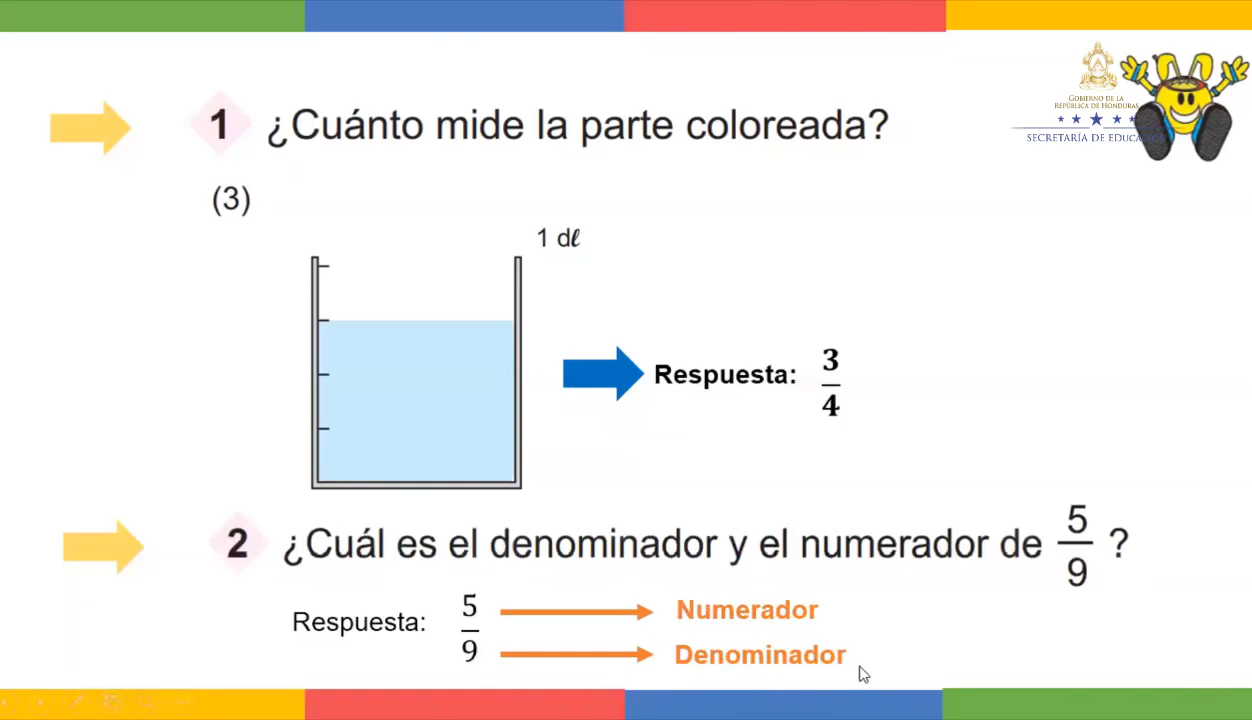 GOBIERNO DE LA
REPÚBLICA DE HONDURAS
SECRETARÍA DE EDUCA
1 ¿Cuánto mide la parte coloreada?
(3)
1 dℓ
Respuesta: 3/4
2 ¿Cuál es el denominador y el numerador de 5/9 ?
Respuesta: 5/9
Numerador
Denominador